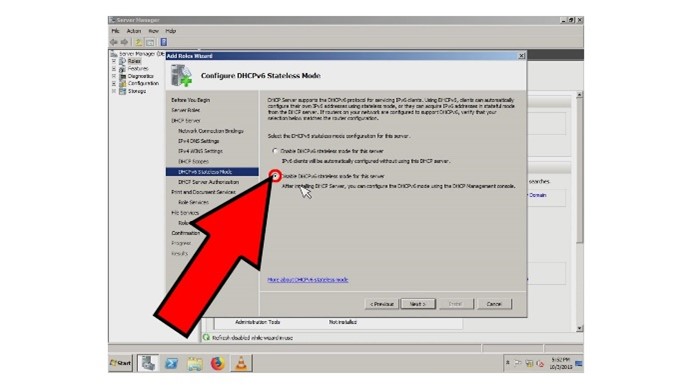 Server Manager
File Action View Help
Server Manager (DE
Roles
Features
Diagnostics
Configuration
Storage
Add Roles Wizard
Configure DHCPv6 Stateless Mode
Before You Begin
Server Roles
DHCP Server
Network Connection Bindings
IPv4 DNS Settings
IPv4 WINS Settings
DHCP Scopes
DHCPv6 Stateless Mode
DHCP Server Authorization
Print and Document Services
Role Services
File Services
Role
Confirmation
Progress
Results
DHCP Server supports the DHCPv6 protocol for servicing IPv6 clients. Using DHCPv6, clients can automatically
configure their own IPv6 addresses using stateless mode, or they can acquire IPv6 addresses in stateful mode
from the DHCP server. If routers on your network are configured to support DHCPv6, verify that your
selection below matches the router configuration.
Select the DHCPv6 stateless mode configuration for this server.
Enable DHCPv6 stateless mode for this server
IPv6 clients will be automatically configured without using this DHCP server.
Disable DHCPv6 stateless mode for this server
After installing DHCP Server, you can configure the DHCPv6 mode using the DHCP Management console.
More about DHCPv6 stateless mode
< Previous Next > Install Cancel
searches.
Domain
Administration Tools Not installed
Refresh disabled while wizard in use
Start
5:52 PM
10/3/2019